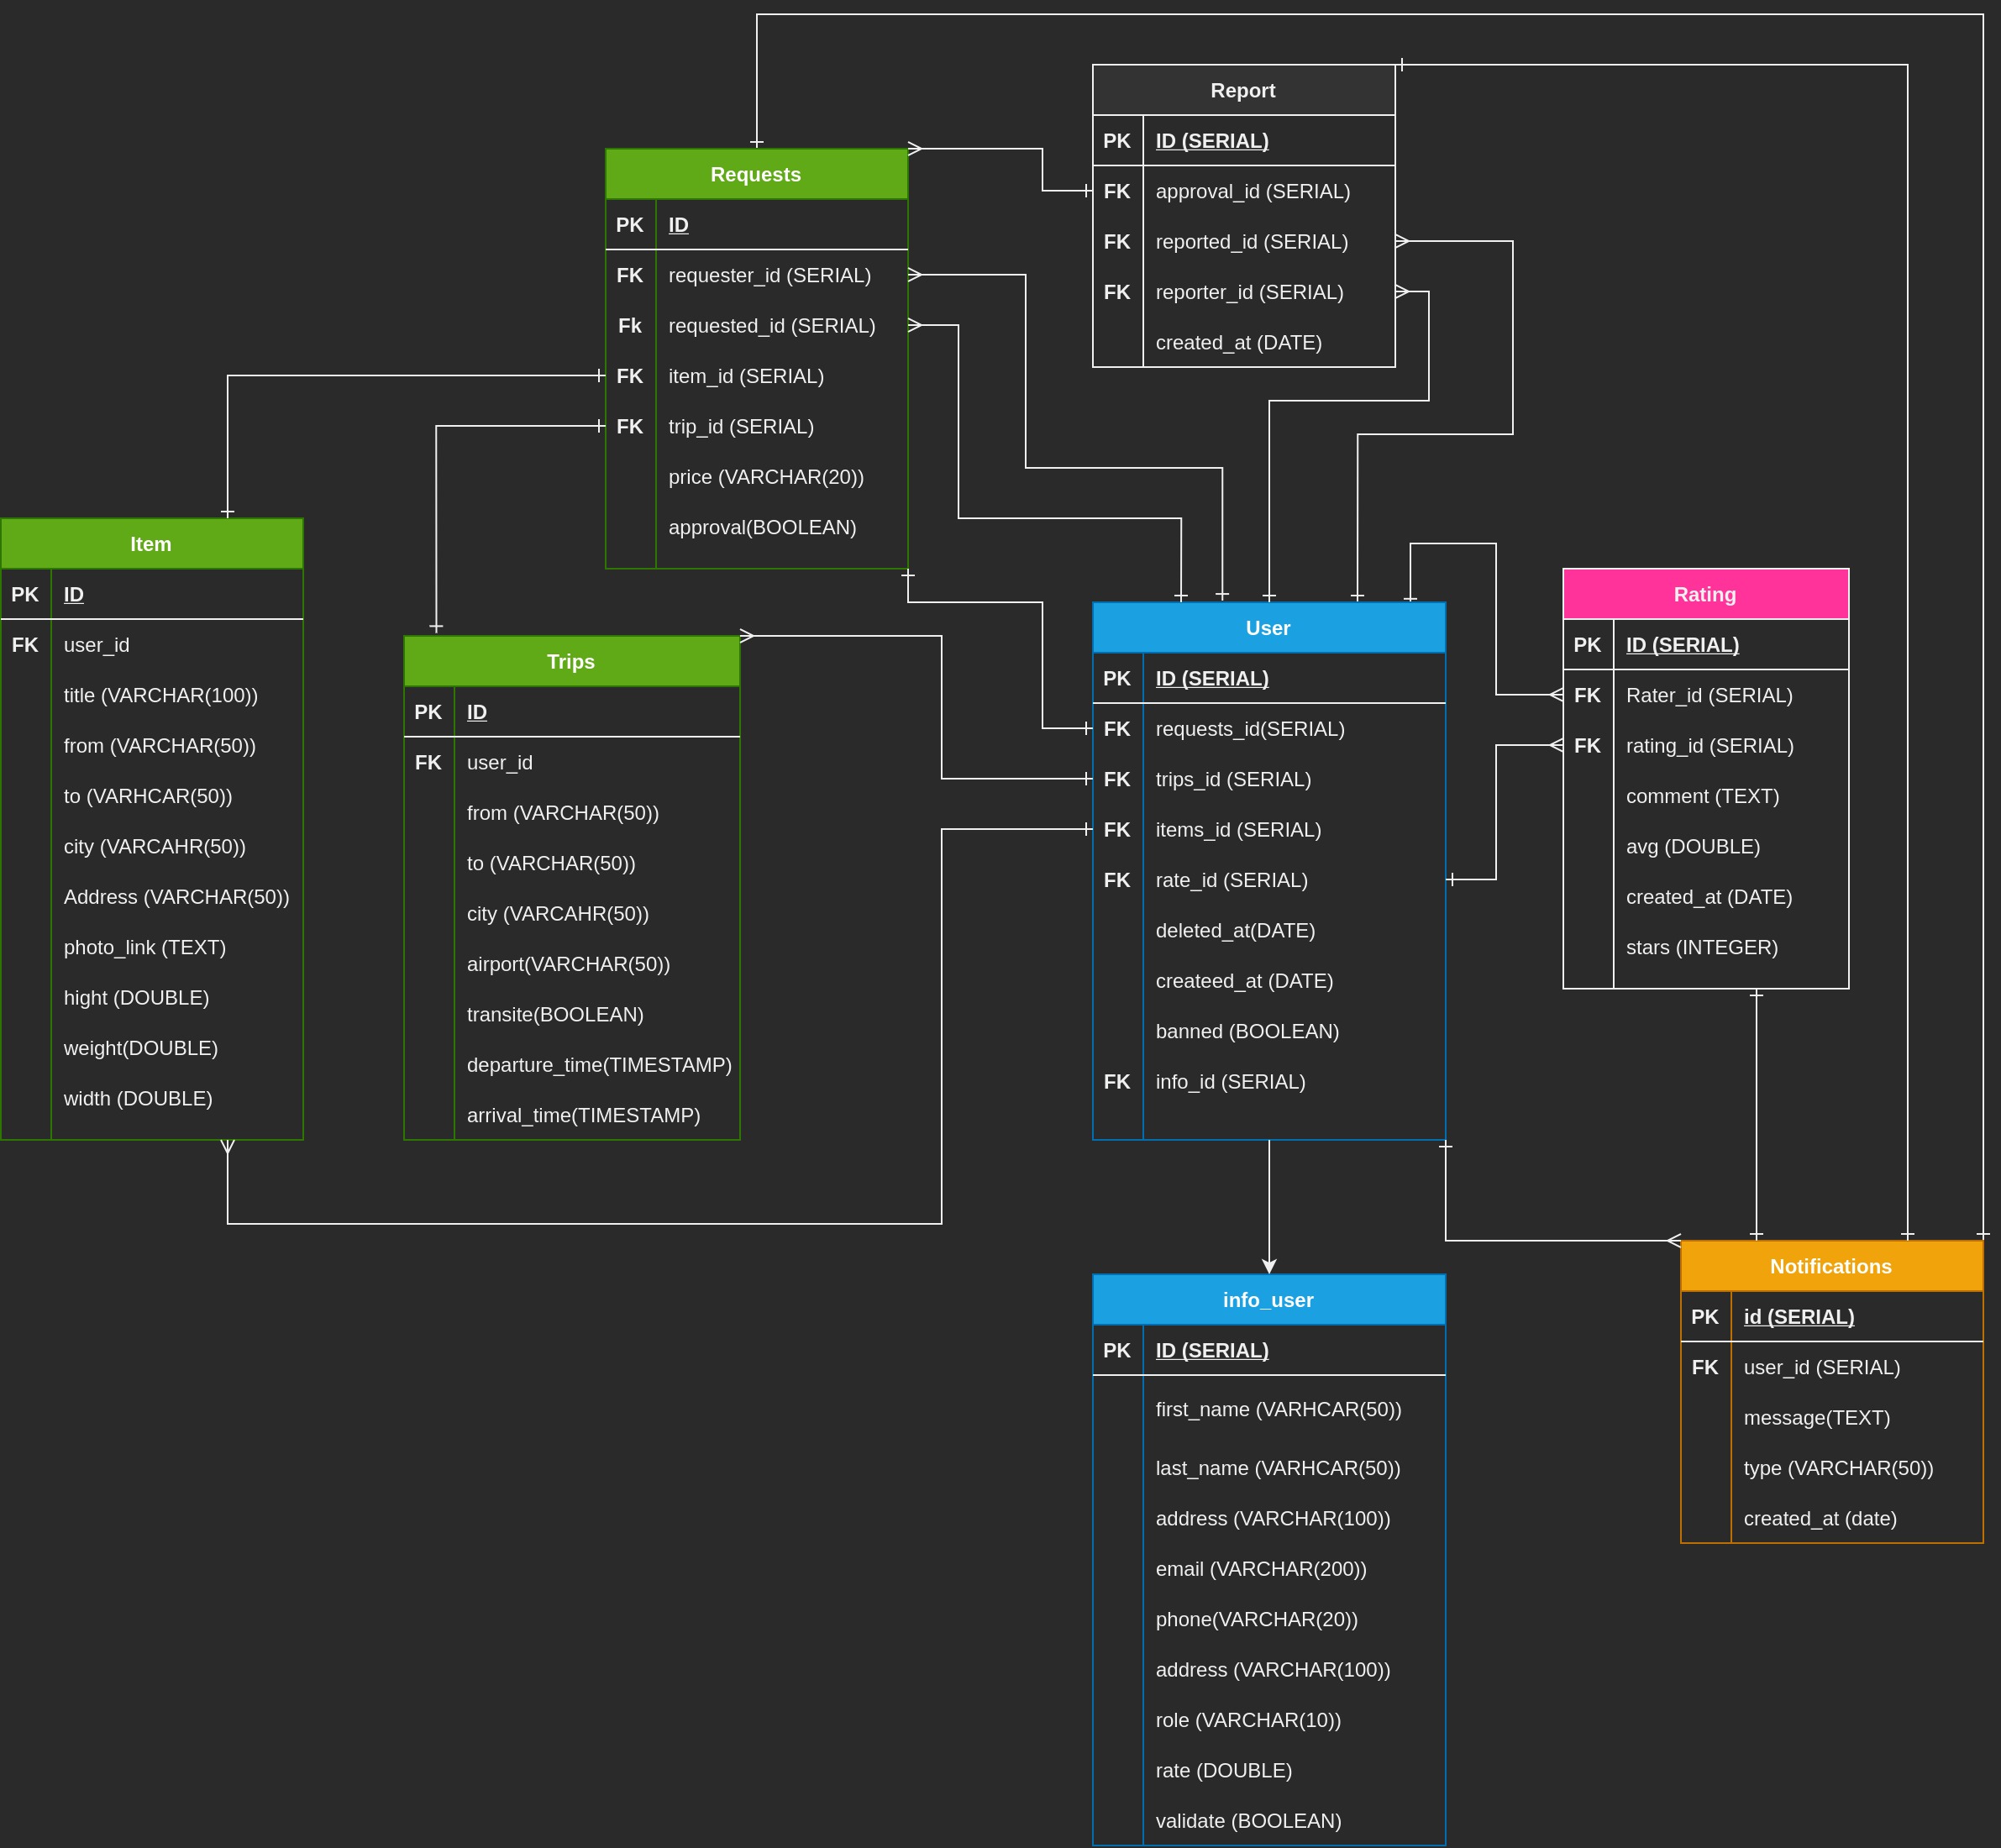 Report
PK ID (SERIAL)
FK approval_id (SERIAL)
FK reported_id (SERIAL)
FK reporter_id (SERIAL)
created_at (DATE)
Requests
PK ID
FK requester_id (SERIAL)
Fk requested_id (SERIAL)
FK item_id (SERIAL)
FK trip_id (SERIAL)
price (VARCHAR(20))
approval(BOOLEAN)
Item
PK ID
FK user_id
title (VARCHAR(100))
from (VARCHAR(50))
to (VARHCAR(50))
city (VARCAHR(50))
Address (VARCHAR(50))
photo_link (TEXT)
hight (DOUBLE)
weight(DOUBLE)
width (DOUBLE)
Trips
PK ID
FK user_id
from (VARCHAR(50))
to (VARCHAR(50))
city (VARCAHR(50))
airport(VARCHAR(50))
transite(BOOLEAN)
departure_time(TIMESTAMP)
arrival_time(TIMESTAMP)
User
PK ID (SERIAL)
FK requests_id(SERIAL)
FK trips_id (SERIAL)
FK items_id (SERIAL)
FK rate_id (SERIAL)
deleted_at(DATE)
createed_at (DATE)
banned (BOOLEAN)
FK info_id (SERIAL)
Rating
PK ID (SERIAL)
FK Rater_id (SERIAL)
FK rating_id (SERIAL)
comment (TEXT)
avg (DOUBLE)
created_at (DATE)
stars (INTEGER)
info_user
PK ID (SERIAL)
first_name (VARHCAR(50))
last_name (VARHCAR(50))
address (VARCHAR(100))
email (VARCHAR(200))
phone(VARCHAR(20))
address (VARCHAR(100))
role (VARCHAR(10))
rate (DOUBLE)
validate (BOOLEAN)
Notifications
PK id (SERIAL)
FK user_id (SERIAL)
message(TEXT)
type (VARCHAR(50))
created_at (date)